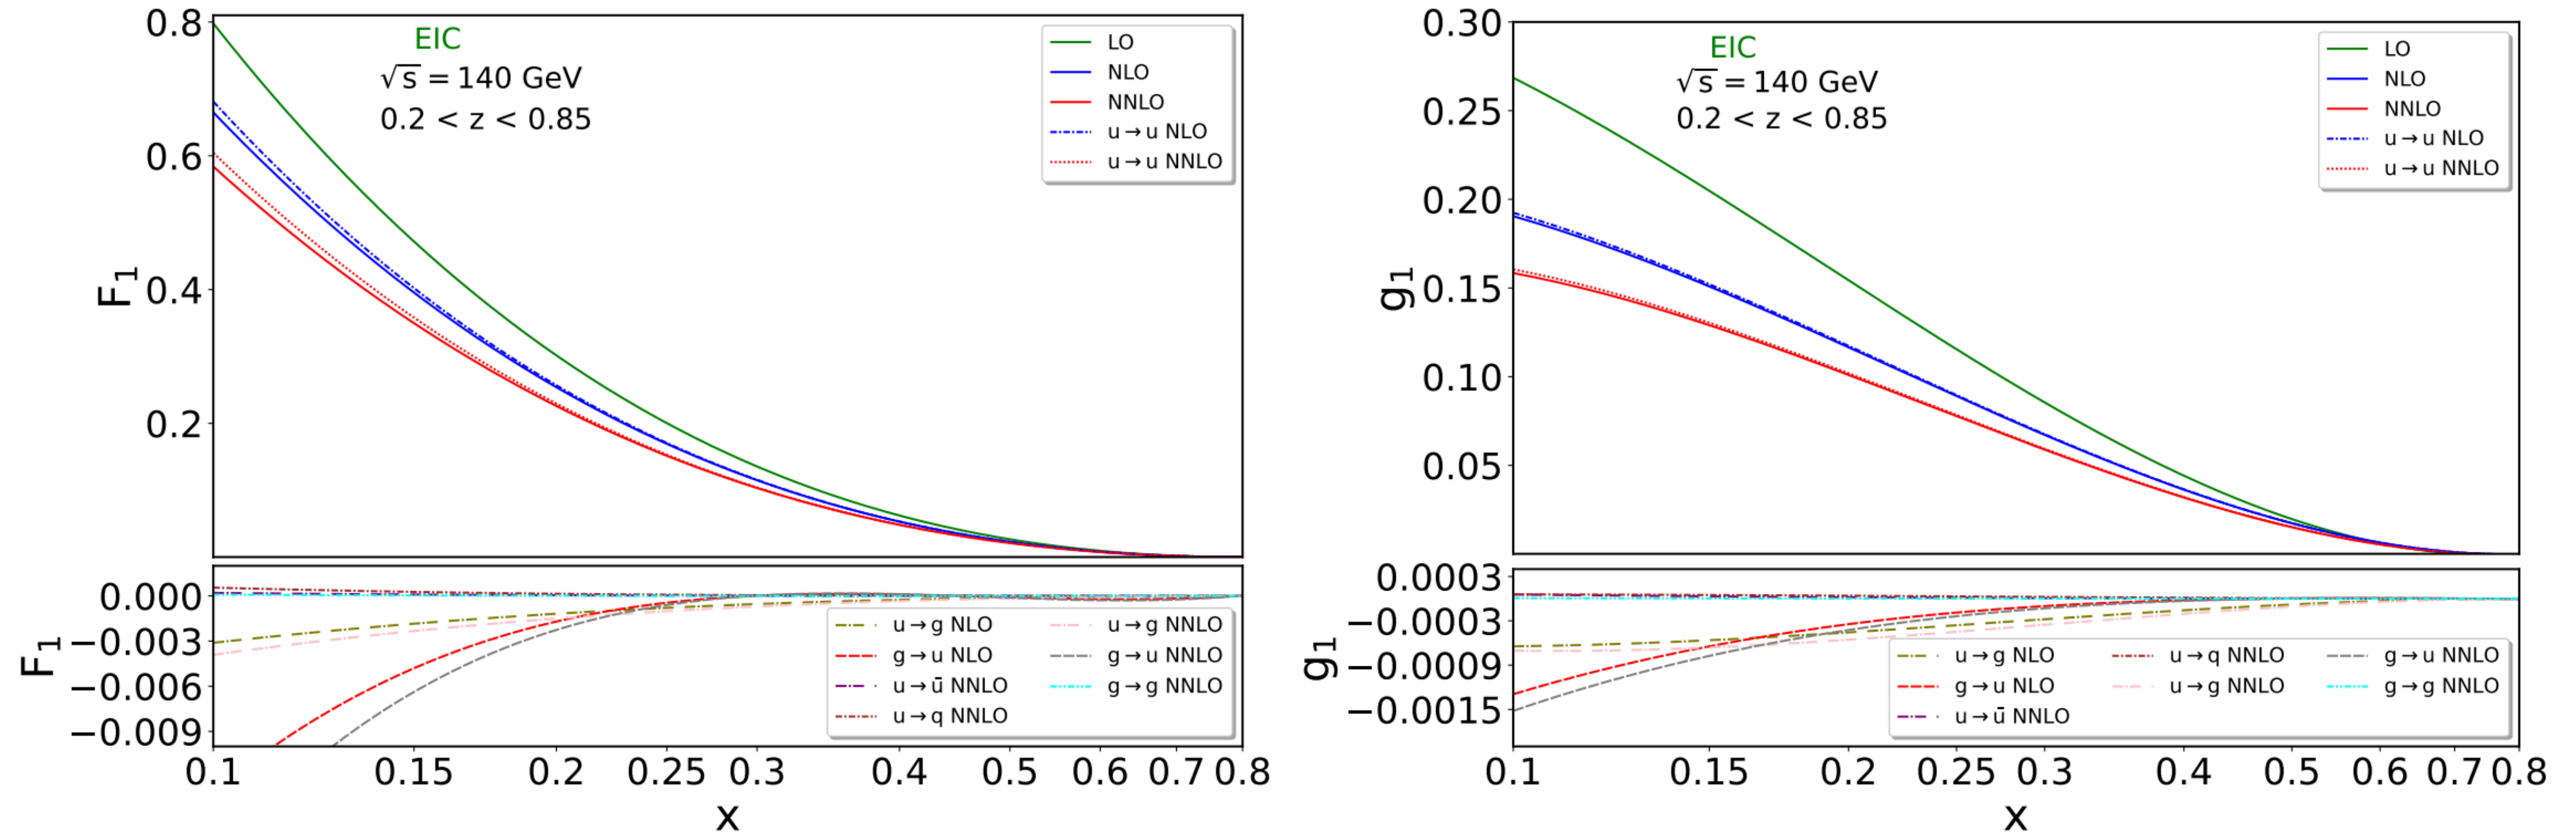 EIC
√s = 140 GeV
0.2 < z < 0.85
LO
NLO
NNLO
u→u NLO
u→u NNLO
F₁
0.8
0.6
0.4
0.2
F₁
0.000
−0.003
−0.006
−0.009
u→g NLO
g→u NLO
u→ū NNLO
u→q NNLO
u→g NNLO
g→u NNLO
g→g NNLO
0.1 0.15 0.2 0.25 0.3 0.4 0.5 0.6 0.7 0.8
x
EIC
√s = 140 GeV
0.2 < z < 0.85
LO
NLO
NNLO
u→u NLO
u→u NNLO
g₁
0.30
0.25
0.20
0.15
0.10
0.05
g₁
0.0003
−0.0003
−0.0009
−0.0015
u→g NLO
g→u NLO
u→ū NNLO
u→q NNLO
u→g NNLO
g→u NNLO
g→g NNLO
0.1 0.15 0.2 0.25 0.3 0.4 0.5 0.6 0.7 0.8
x